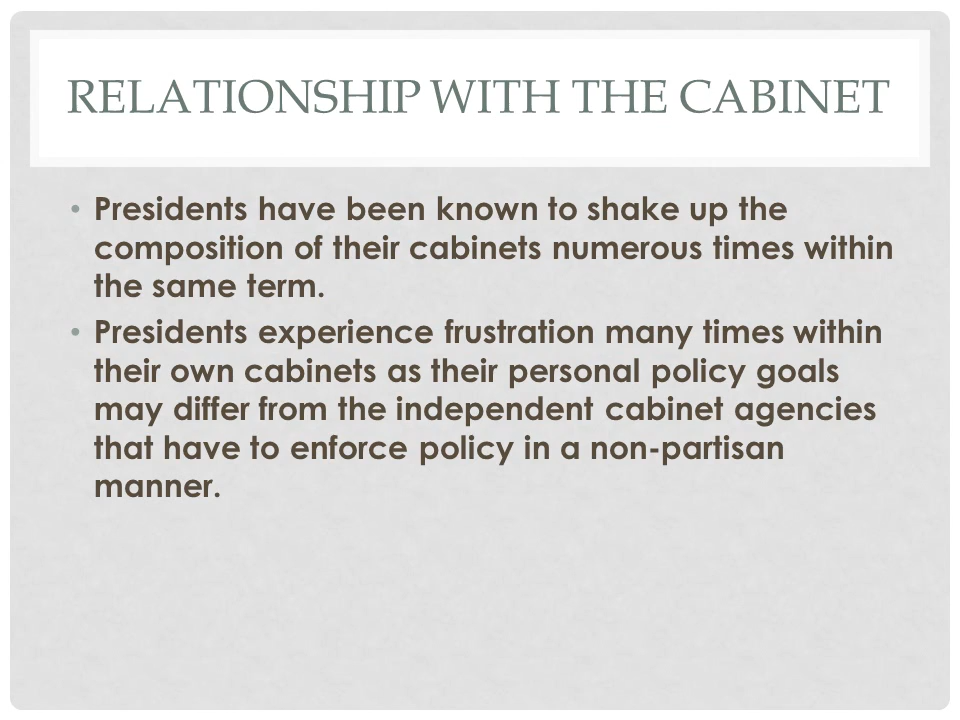 RELATIONSHIP WITH THE CABINET
• Presidents have been known to shake up the
composition of their cabinets numerous times within
the same term.
• Presidents experience frustration many times within
their own cabinets as their personal policy goals
may differ from the independent cabinet agencies
that have to enforce policy in a non-partisan
manner.